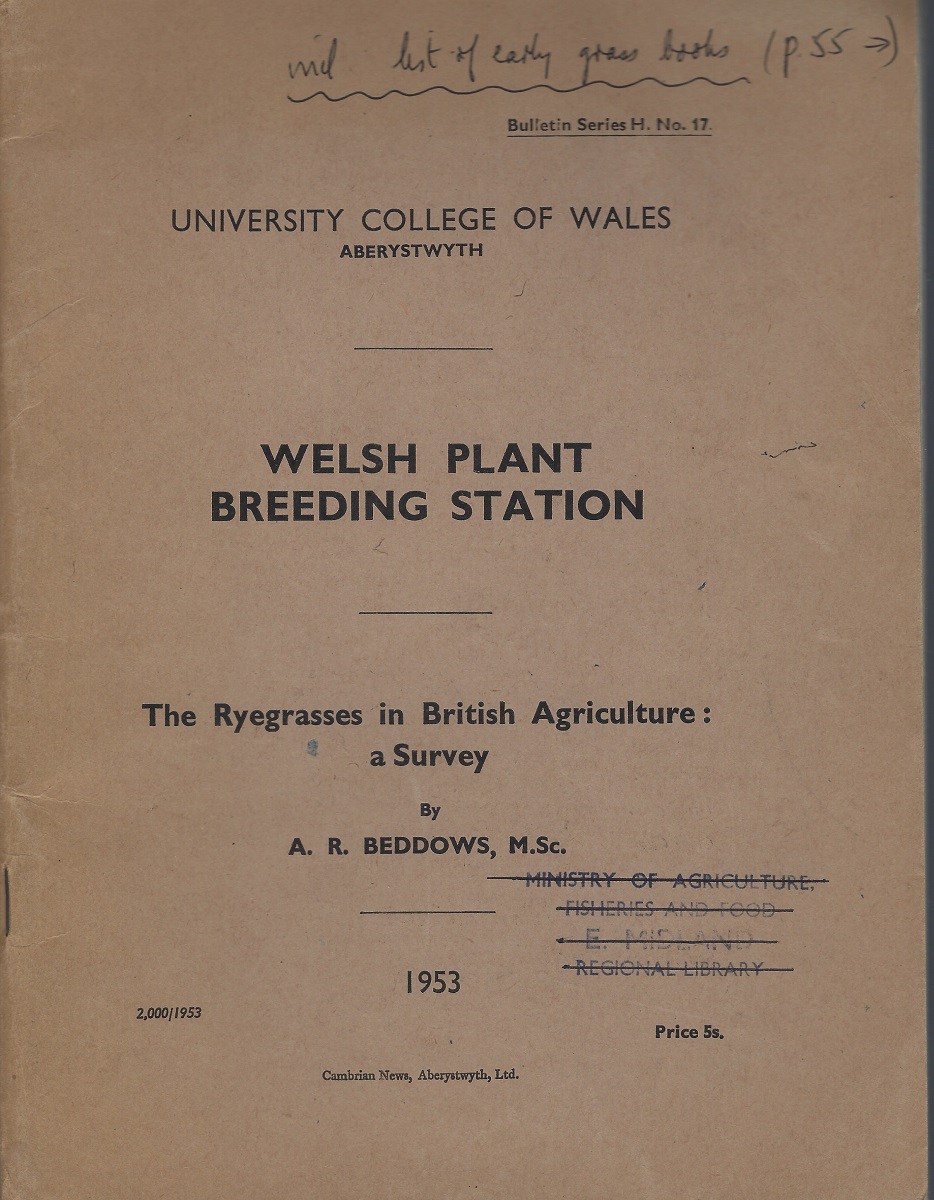 incl list of early grass books (p.55 →)
Bulletin Series H. No. 17.
UNIVERSITY COLLEGE OF WALES
ABERYSTWYTH
WELSH PLANT
BREEDING STATION
The Ryegrasses in British Agriculture :
a Survey
By
A. R. BEDDOWS, M.Sc.
MINISTRY OF AGRICULTURE,
FISHERIES AND FOOD
E. MIDLAND
REGIONAL LIBRARY
1953
2,000/1953
Price 5s.
Cambrian News, Aberystwyth, Ltd.